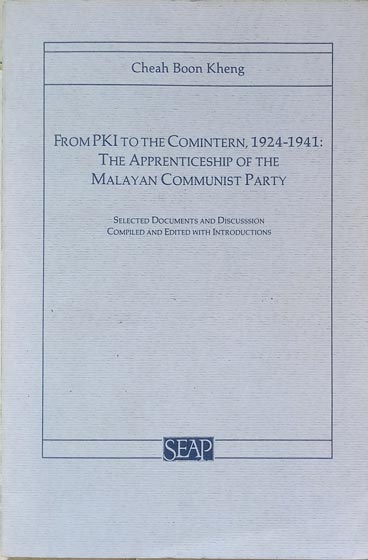 Cheah Boon Kheng
FROM PKI TO THE COMINTERN, 1924-1941:
THE APPRENTICESHIP OF THE
MALAYAN COMMUNIST PARTY
SELECTED DOCUMENTS AND DISCUSSSION
COMPILED AND EDITED WITH INTRODUCTIONS
SEAP